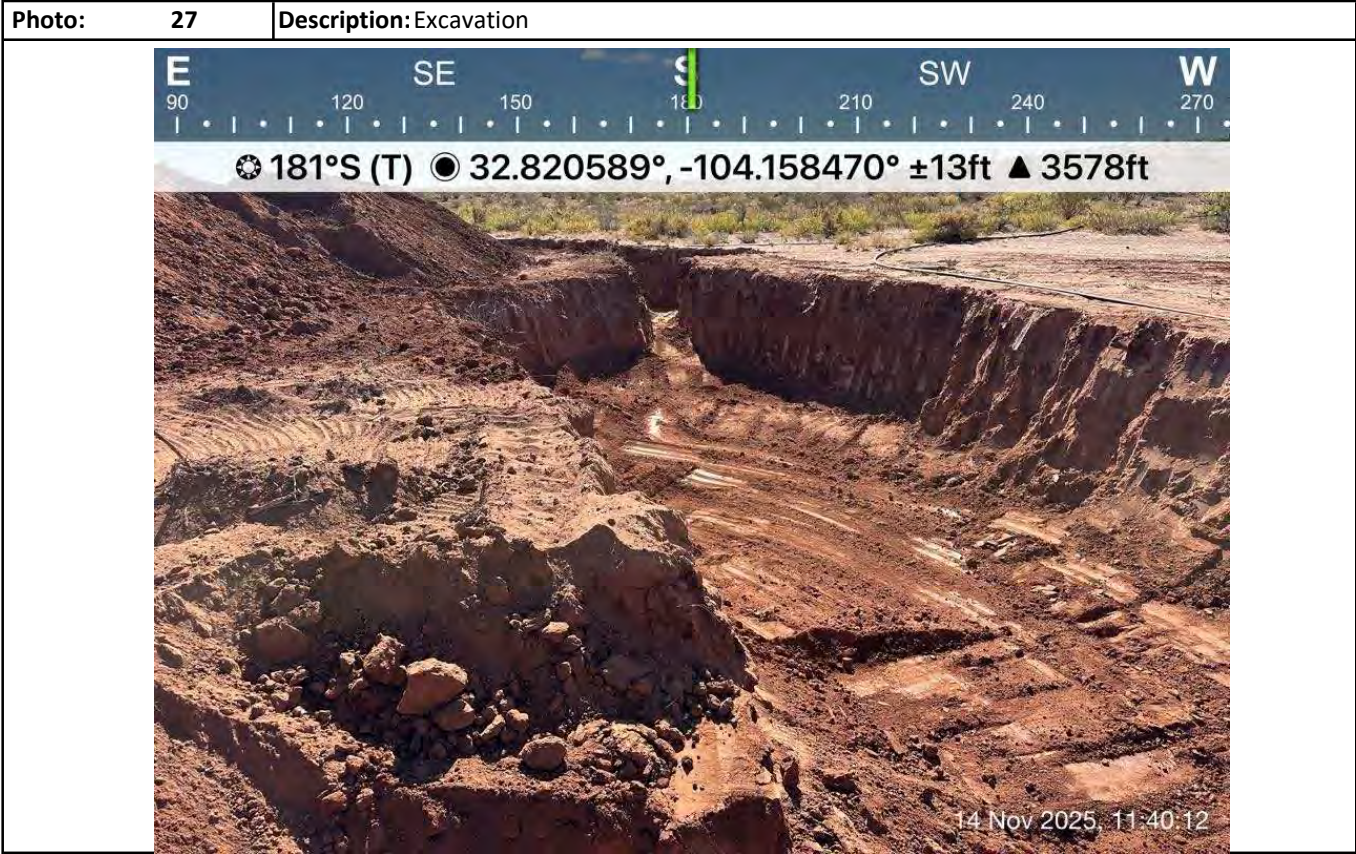 Photo: 27 Description: Excavation
E SE S SW W
90 120 150 180 210 240 270
181°S (T) 32.820589°, -104.158470° ±13ft ▲ 3578ft
14 Nov 2025, 11:40:12